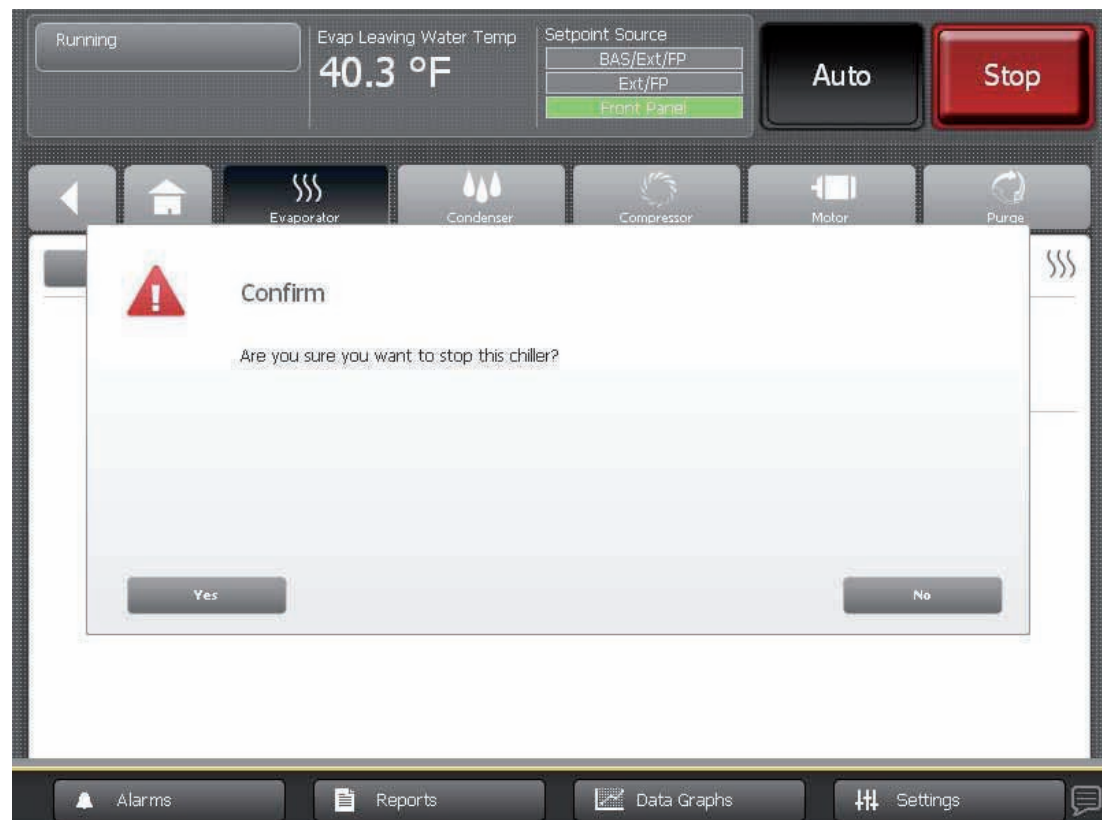 Running
Evap Leaving Water Temp
40.3 °F
Setpoint Source
BAS/Ext/FP
Ext/FP
Front Panel
Auto
Stop
Evaporator
Condenser
Compressor
Motor
Purge
Confirm
Are you sure you want to stop this chiller?
Yes
No
Alarms
Reports
Data Graphs
Settings